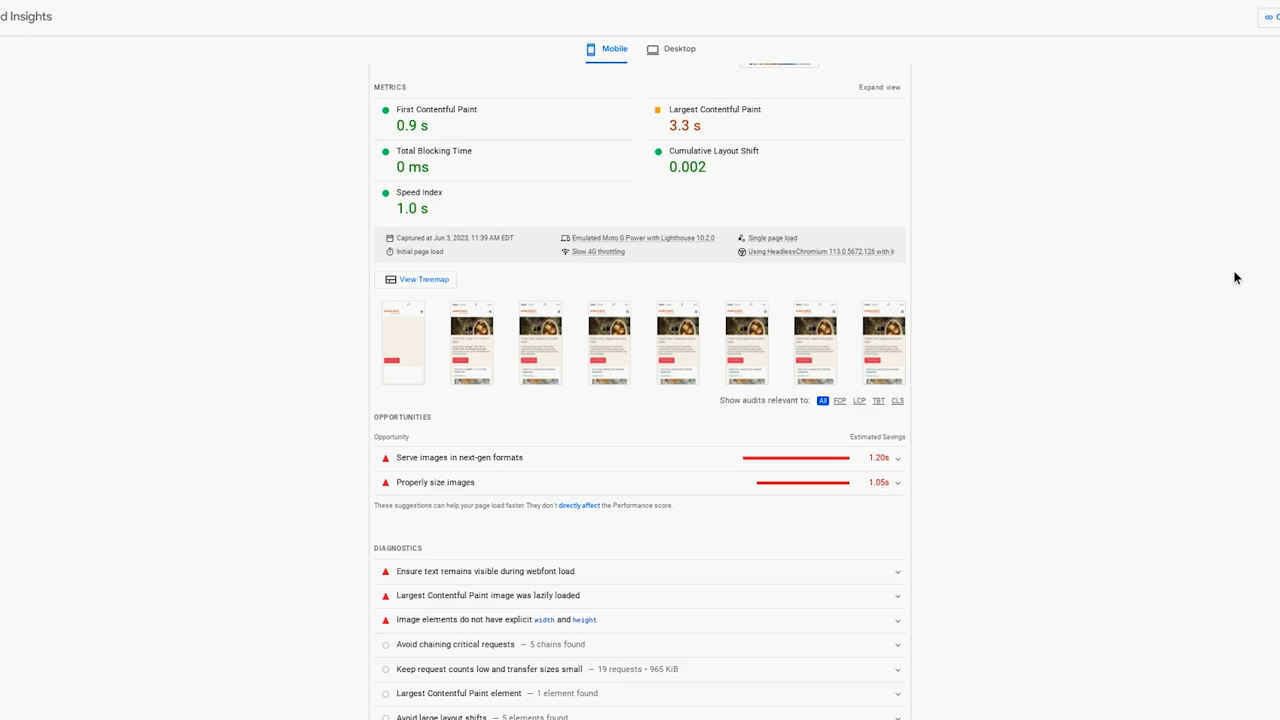 d Insights
Mobile
Desktop
METRICS
Expand view
First Contentful Paint
0.9 s
Largest Contentful Paint
3.3 s
Total Blocking Time
0 ms
Cumulative Layout Shift
0.002
Speed Index
1.0 s
Captured at Jun 3, 2023, 11:39 AM EDT
Emulated Moto G Power with Lighthouse 10.2.0
Single page load
Initial page load
Slow 4G throttling
Using HeadlessChromium 113.0.5672.126 with lr
View Treemap
Show audits relevant to: All FCP LCP TBT CLS
OPPORTUNITIES
Opportunity
Estimated Savings
Serve images in next-gen formats
1.20s
Properly size images
1.05s
These suggestions can help your page load faster. They don't directly affect the Performance score.
DIAGNOSTICS
Ensure text remains visible during webfont load
Largest Contentful Paint image was lazily loaded
Image elements do not have explicit width and height
Avoid chaining critical requests — 5 chains found
Keep request counts low and transfer sizes small — 19 requests • 965 KiB
Largest Contentful Paint element — 1 element found
Avoid large layout shifts — 5 elements found